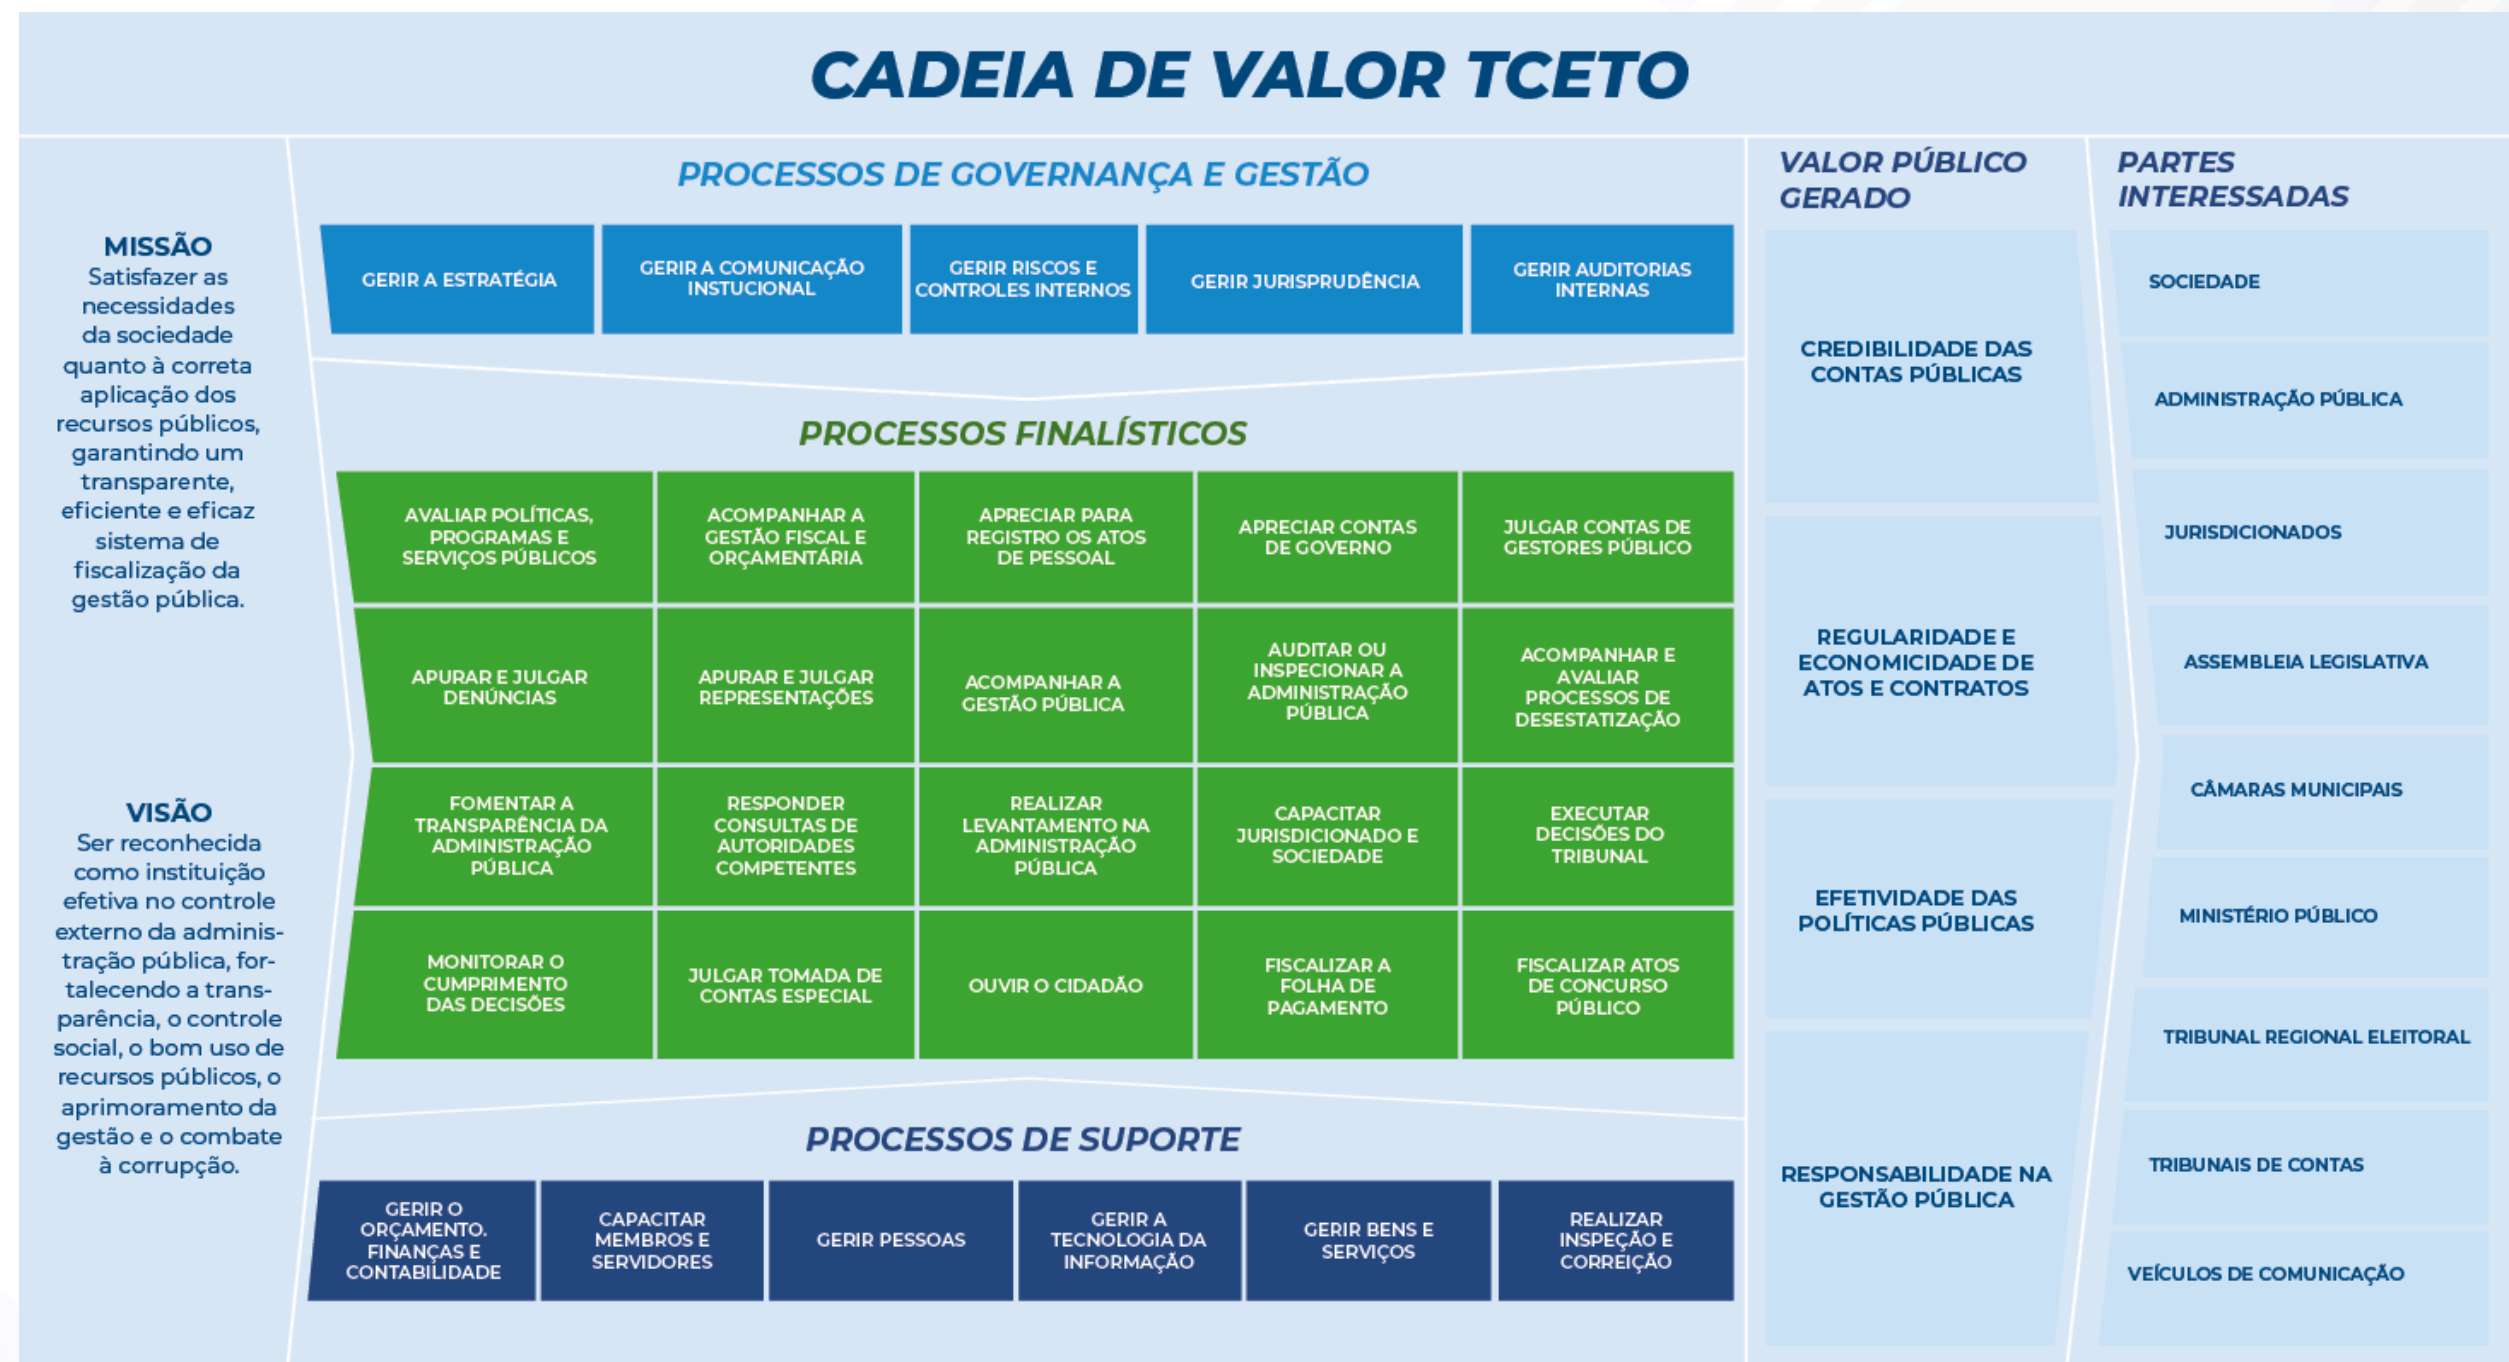 CADEIA DE VALOR TCETO
MISSÃO
Satisfazer as
necessidades
da sociedade
quanto à correta
aplicação dos
recursos públicos,
garantindo um
transparente,
eficiente e eficaz
sistema de
fiscalização da
gestão pública.
VISÃO
Ser reconhecida
como instituição
efetiva no controle
externo da adminis-
tração pública, for-
talecendo a trans-
parência, o controle
social, o bom uso de
recursos públicos, o
aprimoramento da
gestão e o combate
à corrupção.
PROCESSOS DE GOVERNANÇA E GESTÃO
GERIR A ESTRATÉGIA
GERIR A COMUNICAÇÃO
INSTUCIONAL
GERIR RISCOS E
CONTROLES INTERNOS
GERIR JURISPRUDÊNCIA
GERIR AUDITORIAS
INTERNAS
PROCESSOS FINALÍSTICOS
AVALIAR POLÍTICAS,
PROGRAMAS E
SERVIÇOS PÚBLICOS
ACOMPANHAR A
GESTÃO FISCAL E
ORÇAMENTÁRIA
APRECIAR PARA
REGISTRO OS ATOS
DE PESSOAL
APRECIAR CONTAS
DE GOVERNO
JULGAR CONTAS DE
GESTORES PÚBLICO
APURAR E JULGAR
DENÚNCIAS
APURAR E JULGAR
REPRESENTAÇÕES
ACOMPANHAR A
GESTÃO PÚBLICA
AUDITAR OU
INSPECIONAR A
ADMINISTRAÇÃO
PÚBLICA
ACOMPANHAR E
AVALIAR
PROCESSOS DE
DESESTATIZAÇÃO
FOMENTAR A
TRANSPARÊNCIA DA
ADMINISTRAÇÃO
PÚBLICA
RESPONDER
CONSULTAS DE
AUTORIDADES
COMPETENTES
REALIZAR
LEVANTAMENTO NA
ADMINISTRAÇÃO
PÚBLICA
CAPACITAR
JURISDICIONADO E
SOCIEDADE
EXECUTAR
DECISÕES DO
TRIBUNAL
MONITORAR O
CUMPRIMENTO
DAS DECISÕES
JULGAR TOMADA DE
CONTAS ESPECIAL
OUVIR O CIDADÃO
FISCALIZAR A
FOLHA DE
PAGAMENTO
FISCALIZAR ATOS
DE CONCURSO
PÚBLICO
PROCESSOS DE SUPORTE
GERIR O
ORÇAMENTO.
FINANÇAS E
CONTABILIDADE
CAPACITAR
MEMBROS E
SERVIDORES
GERIR PESSOAS
GERIR A
TECNOLOGIA DA
INFORMAÇÃO
GERIR BENS E
SERVIÇOS
REALIZAR
INSPEÇÃO E
CORREIÇÃO
VALOR PÚBLICO
GERADO
CREDIBILIDADE DAS
CONTAS PÚBLICAS
REGULARIDADE E
ECONOMICIDADE DE
ATOS E CONTRATOS
EFETIVIDADE DAS
POLÍTICAS PÚBLICAS
RESPONSABILIDADE NA
GESTÃO PÚBLICA
PARTES
INTERESSADAS
SOCIEDADE
ADMINISTRAÇÃO PÚBLICA
JURISDICIONADOS
ASSEMBLEIA LEGISLATIVA
CÂMARAS MUNICIPAIS
MINISTÉRIO PÚBLICO
TRIBUNAL REGIONAL ELEITORAL
TRIBUNAIS DE CONTAS
VEÍCULOS DE COMUNICAÇÃO